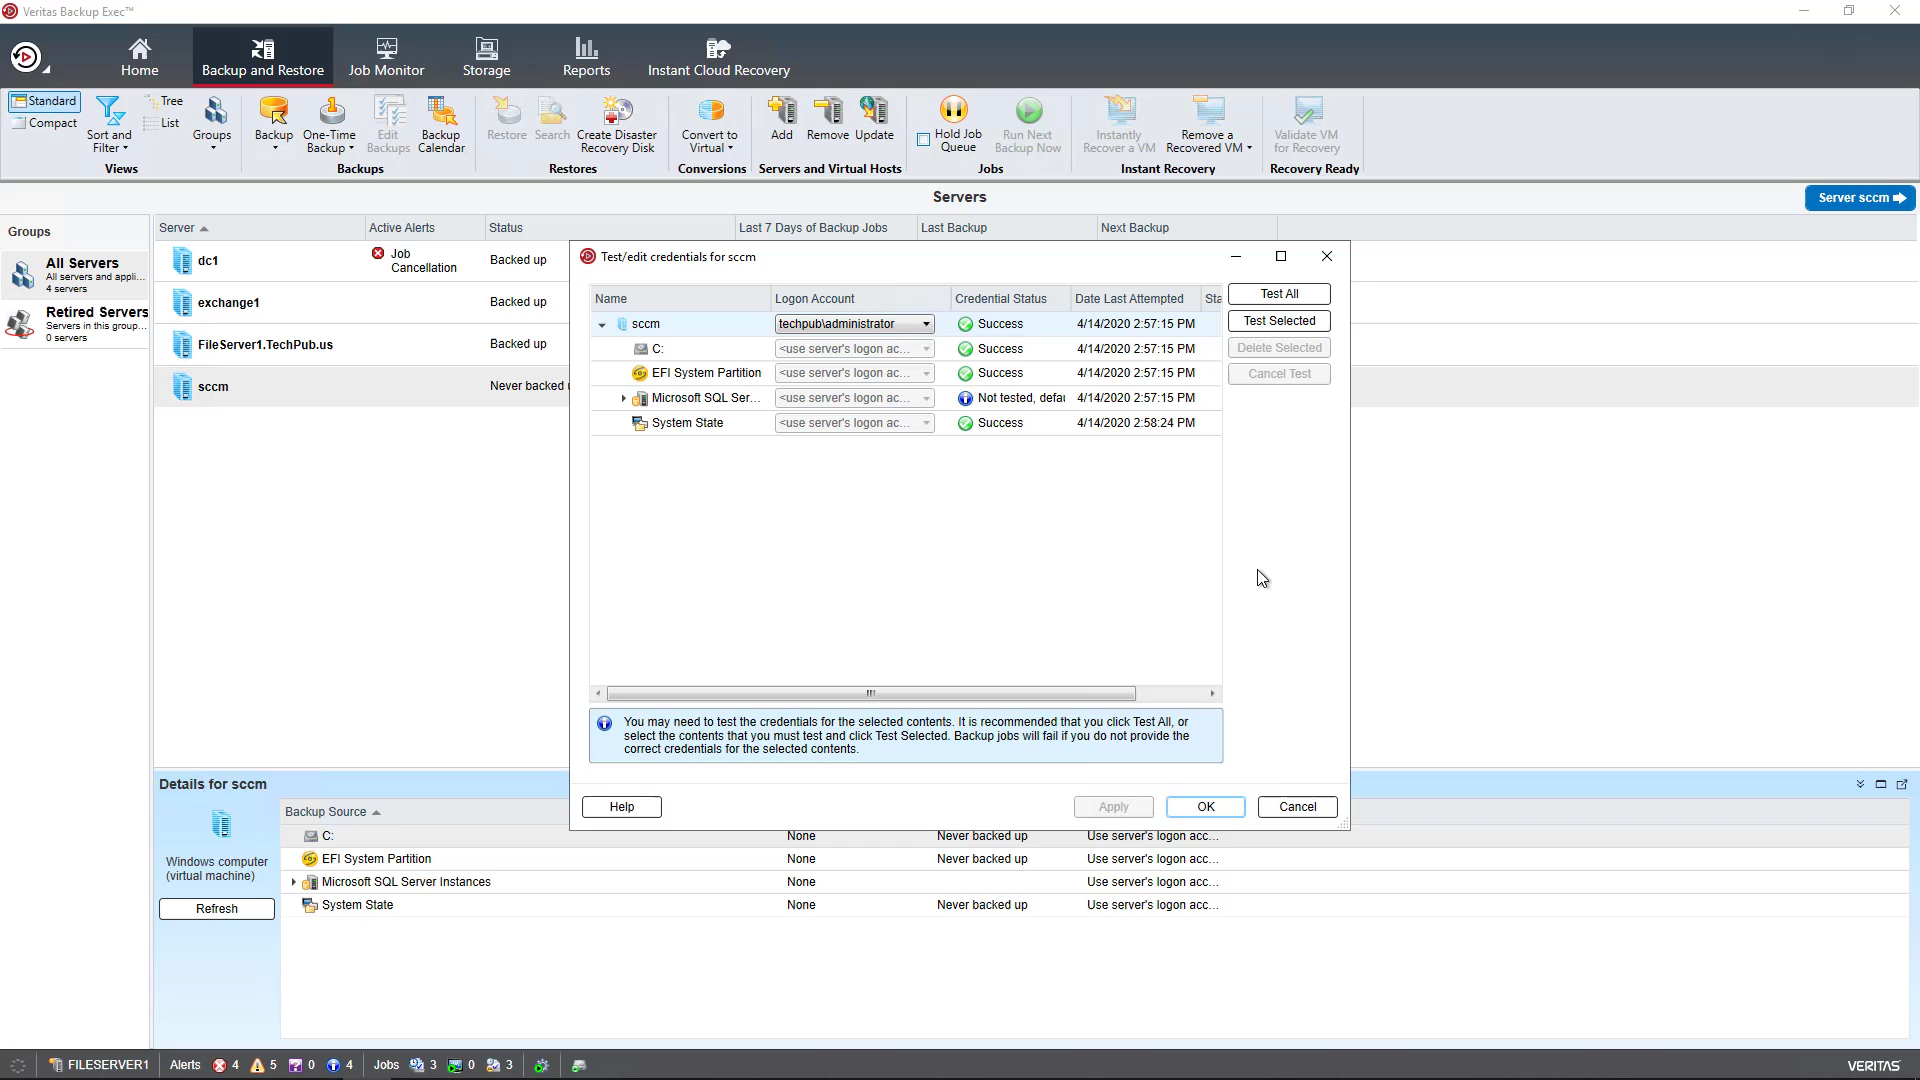 Veritas Backup Exec™
Home
Backup and Restore
Job Monitor
Storage
Reports
Instant Cloud Recovery
Standard
Compact
Sort and
Filter
Tree
List
Groups
Views
Backup
One-Time
Backup
Edit
Backups
Backup
Calendar
Backups
Restore
Search
Create Disaster
Recovery Disk
Restores
Convert to
Virtual
Conversions
Add
Remove
Update
Servers and Virtual Hosts
Hold Job
Queue
Run Next
Backup Now
Jobs
Instantly
Recover a VM
Remove a
Recovered VM
Instant Recovery
Validate VM
for Recovery
Recovery Ready
Servers
Server sccm
Groups
All Servers
All servers and appli...
4 servers
Retired Servers
Servers in this group...
0 servers
Server
Active Alerts
Status
Last 7 Days of Backup Jobs
Last Backup
Next Backup
dc1
Job
Cancellation
Backed up
exchange1
Backed up
FileServer1.TechPub.us
Backed up
sccm
Never backed
Test/edit credentials for sccm
Name
Logon Account
Credential Status
Date Last Attempted
Sta
sccm
techpub\administrator
Success
4/14/2020 2:57:15 PM
C:
<use server's logon ac...
Success
4/14/2020 2:57:15 PM
EFI System Partition
<use server's logon ac...
Success
4/14/2020 2:57:15 PM
Microsoft SQL Ser...
<use server's logon ac...
Not tested, defau
4/14/2020 2:57:15 PM
System State
<use server's logon ac...
Success
4/14/2020 2:58:24 PM
Test All
Test Selected
Delete Selected
Cancel Test
You may need to test the credentials for the selected contents. It is recommended that you click Test All, or
select the contents that you must test and click Test Selected. Backup jobs will fail if you do not provide the
correct credentials for the selected contents.
Help
Apply
OK
Cancel
Details for sccm
Windows computer
(virtual machine)
Refresh
Backup Source
C:
None
Never backed up
Use server's logon acc...
EFI System Partition
None
Never backed up
Use server's logon acc...
Microsoft SQL Server Instances
None
Use server's logon acc...
System State
None
Never backed up
Use server's logon acc...
FILESERVER1
Alerts
4
5
0
4
Jobs
3
0
3
VERITAS